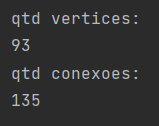 qtd vertices:
93
qtd conexoes:
135